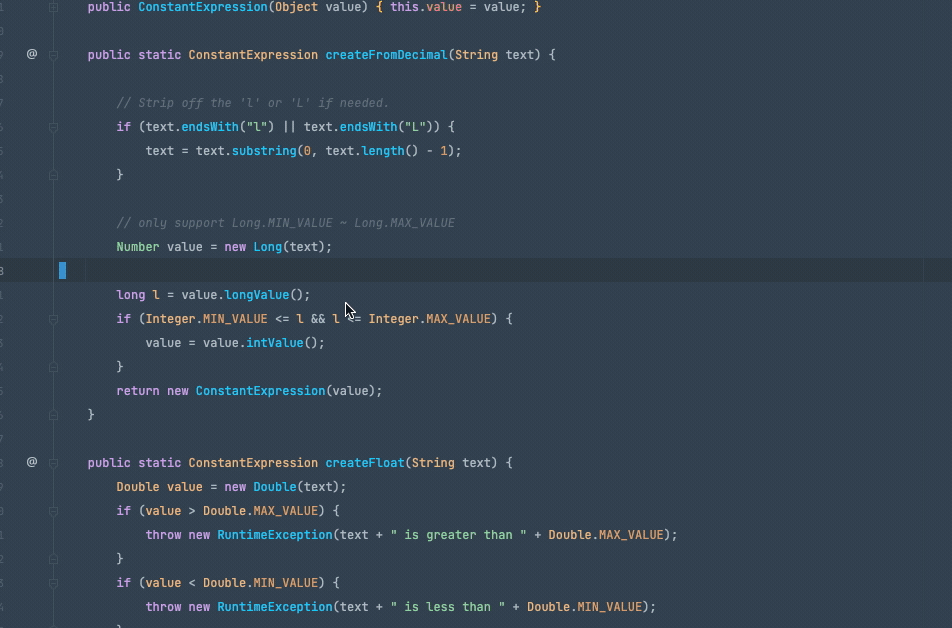 public ConstantExpression(Object value) { this.value = value; }
@ public static ConstantExpression createFromDecimal(String text) {
// Strip off the 'l' or 'L' if needed.
if (text.endsWith("l") || text.endsWith("L")) {
text = text.substring(0, text.length() - 1);
}
// only support Long.MIN_VALUE ~ Long.MAX_VALUE
Number value = new Long(text);
long l = value.longValue();
if (Integer.MIN_VALUE <= l && l <= Integer.MAX_VALUE) {
value = value.intValue();
}
return new ConstantExpression(value);
}
@ public static ConstantExpression createFloat(String text) {
Double value = new Double(text);
if (value > Double.MAX_VALUE) {
throw new RuntimeException(text + " is greater than " + Double.MAX_VALUE);
}
if (value < Double.MIN_VALUE) {
throw new RuntimeException(text + " is less than " + Double.MIN_VALUE);